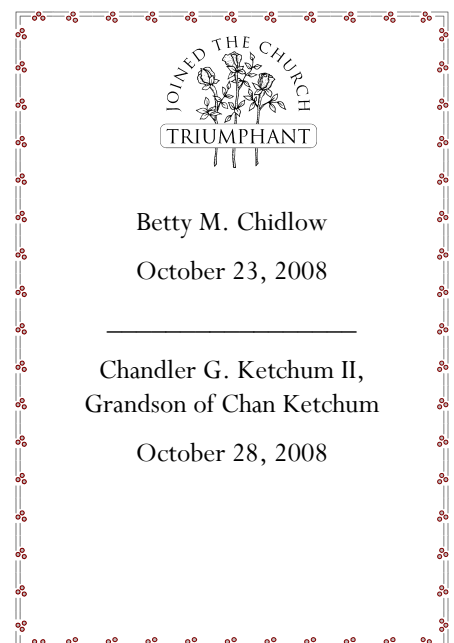 JOINED THE CHURCH
TRIUMPHANT
Betty M. Chidlow
October 23, 2008
Chandler G. Ketchum II,
Grandson of Chan Ketchum
October 28, 2008